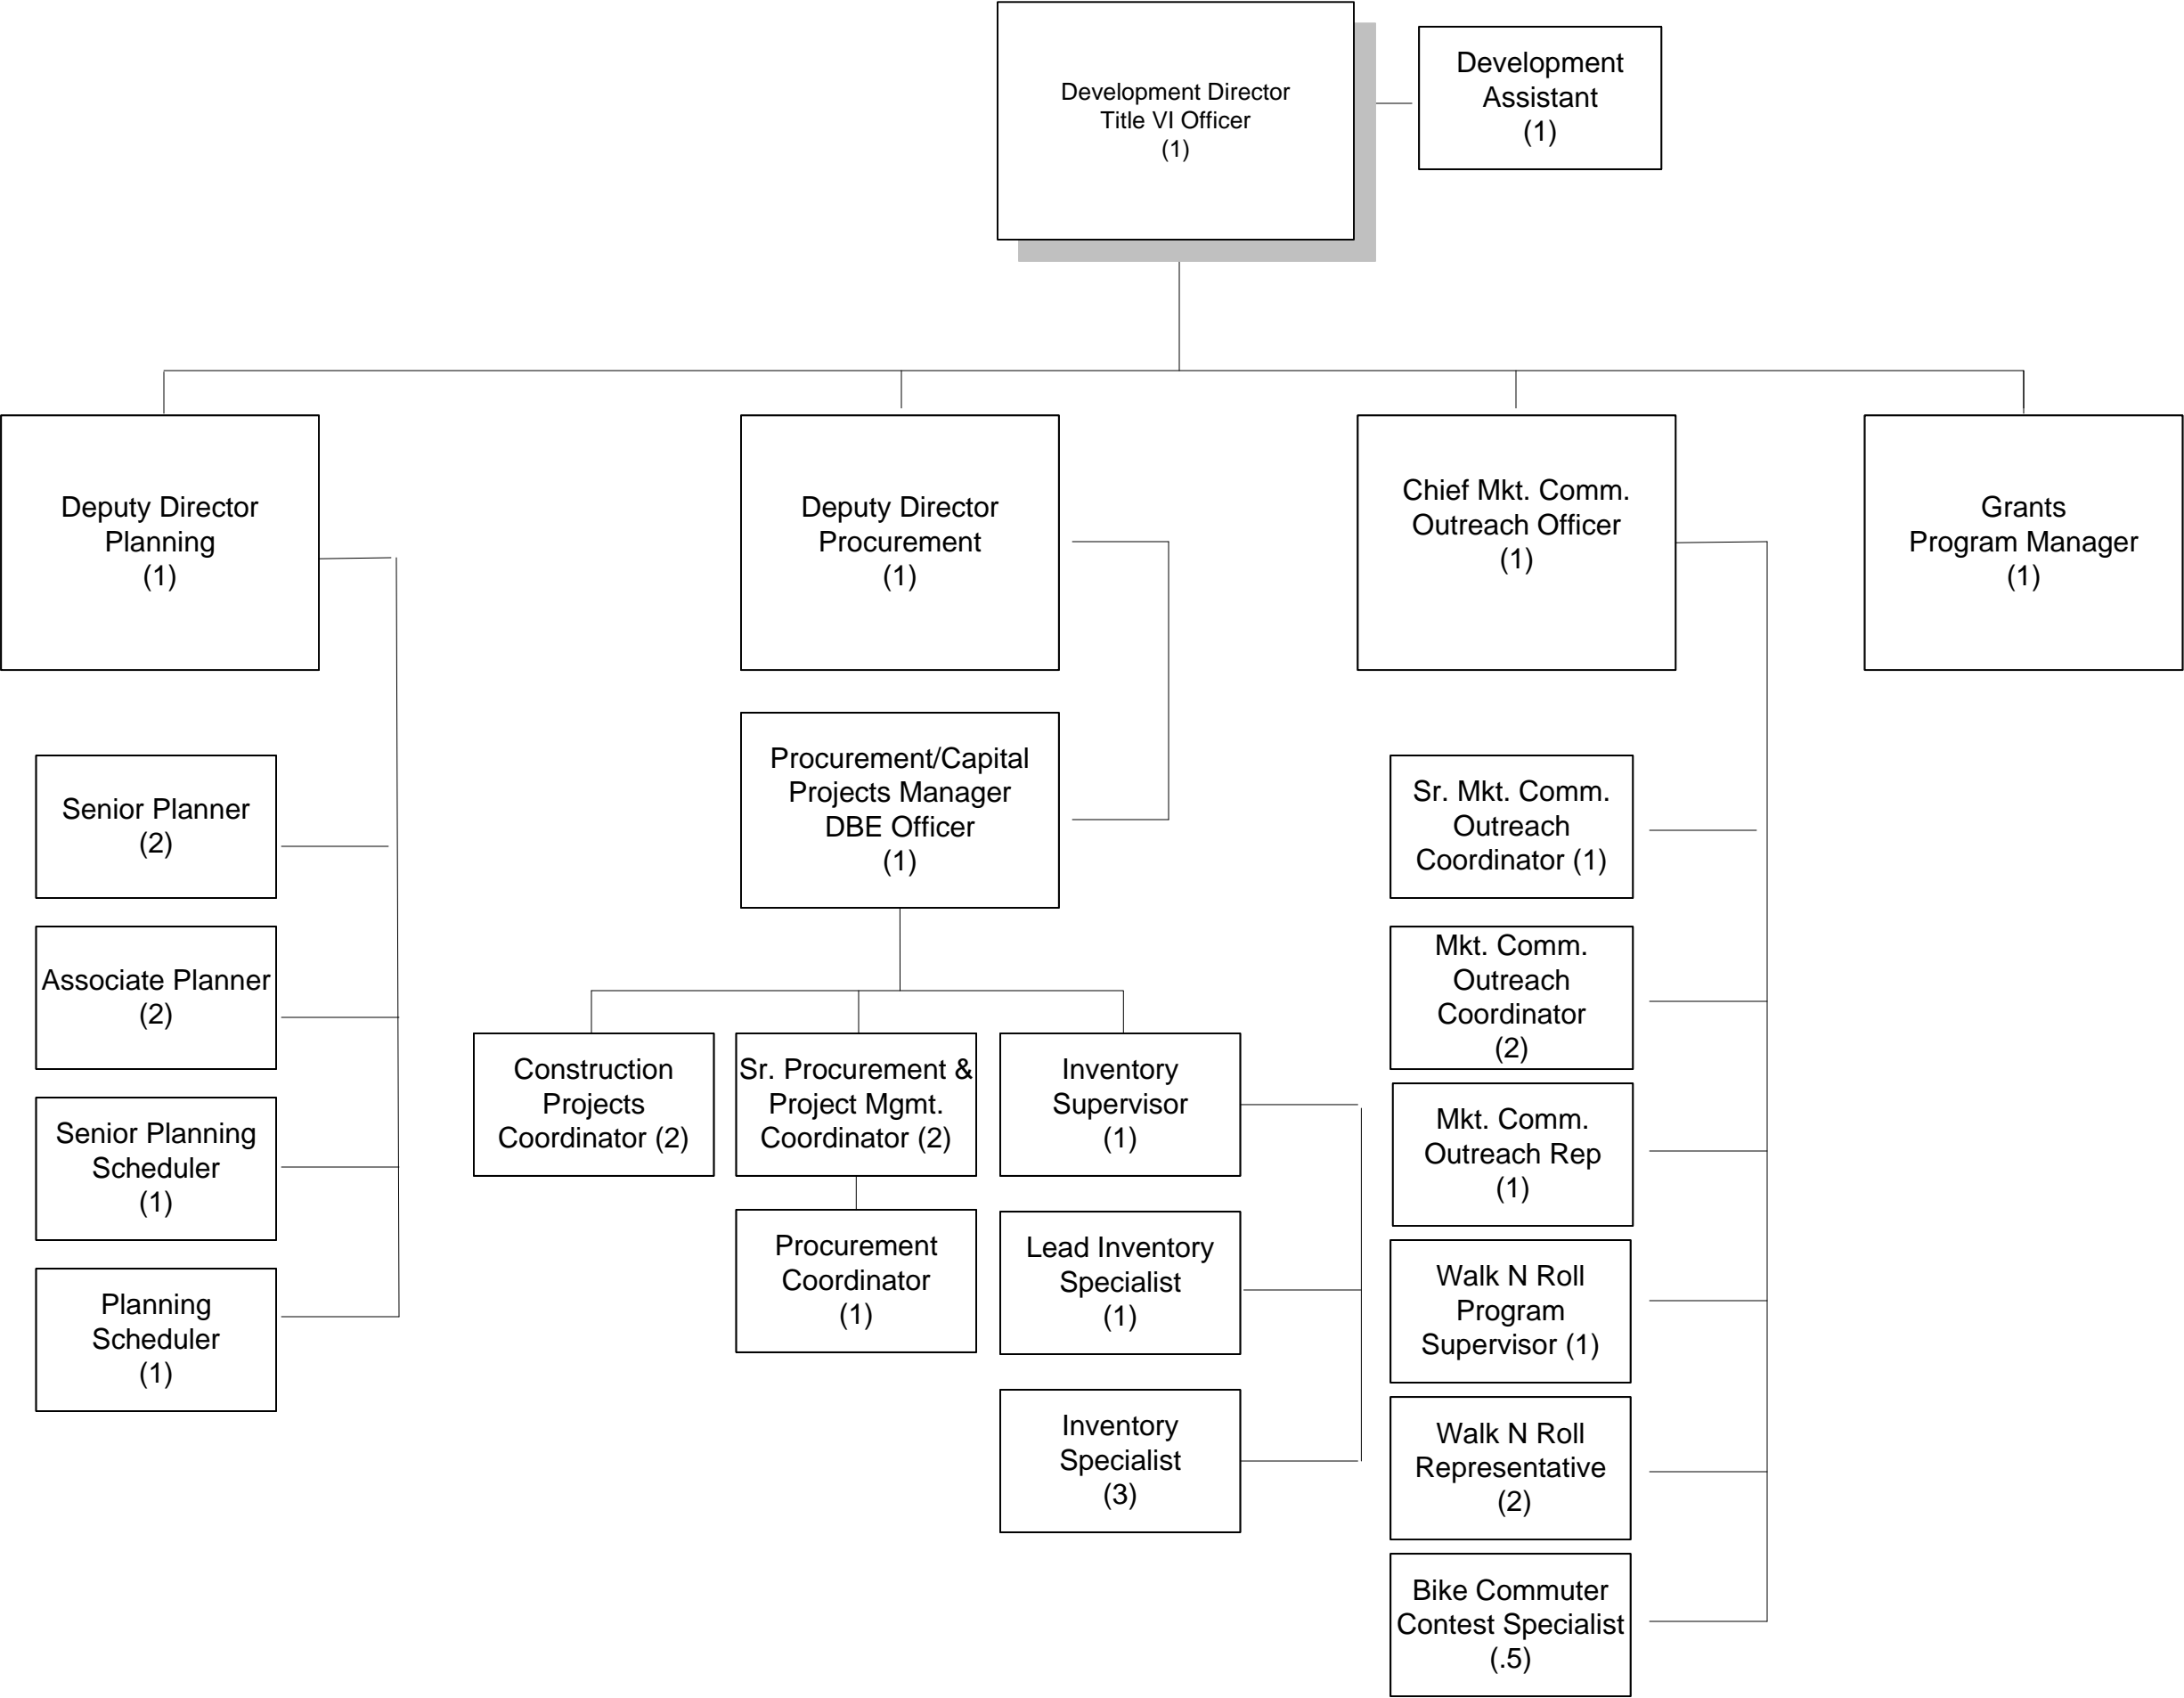 Development Director
Title VI Officer
(1)
Development
Assistant
(1)
Deputy Director
Planning
(1)
Deputy Director
Procurement
(1)
Chief Mkt. Comm.
Outreach Officer
(1)
Grants
Program Manager
(1)
Senior Planner
(2)
Associate Planner
(2)
Senior Planning
Scheduler
(1)
Planning
Scheduler
(1)
Procurement/Capital
Projects Manager
DBE Officer
(1)
Construction
Projects
Coordinator (2)
Sr. Procurement &
Project Mgmt.
Coordinator (2)
Procurement
Coordinator
(1)
Inventory
Supervisor
(1)
Lead Inventory
Specialist
(1)
Inventory
Specialist
(3)
Sr. Mkt. Comm.
Outreach
Coordinator (1)
Mkt. Comm.
Outreach
Coordinator
(2)
Mkt. Comm.
Outreach Rep
(1)
Walk N Roll
Program
Supervisor (1)
Walk N Roll
Representative
(2)
Bike Commuter
Contest Specialist
(.5)